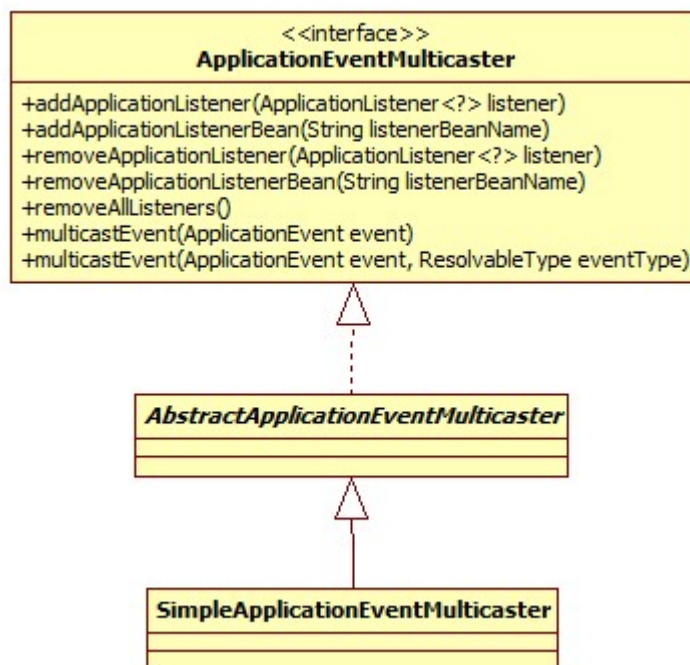 <<interface>>
ApplicationEventMulticaster
+addApplicationListener(ApplicationListener<?> listener)
+addApplicationListenerBean(String listenerBeanName)
+removeApplicationListener(ApplicationListener<?> listener)
+removeApplicationListenerBean(String listenerBeanName)
+removeAllListeners()
+multicastEvent(ApplicationEvent event)
+multicastEvent(ApplicationEvent event, ResolvableType eventType)
AbstractApplicationEventMulticaster
SimpleApplicationEventMulticaster